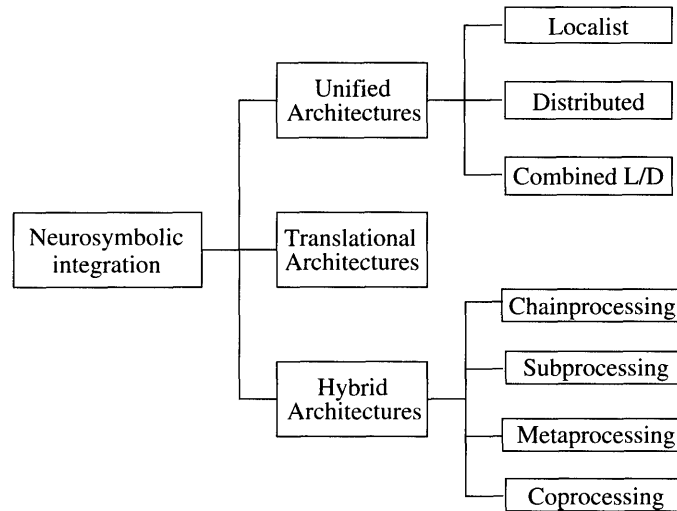 Localist
Unified
Architectures
Distributed
Combined L/D
Neurosymbolic
integration
Translational
Architectures
Chainprocessing
Subprocessing
Hybrid
Architectures
Metaprocessing
Coprocessing